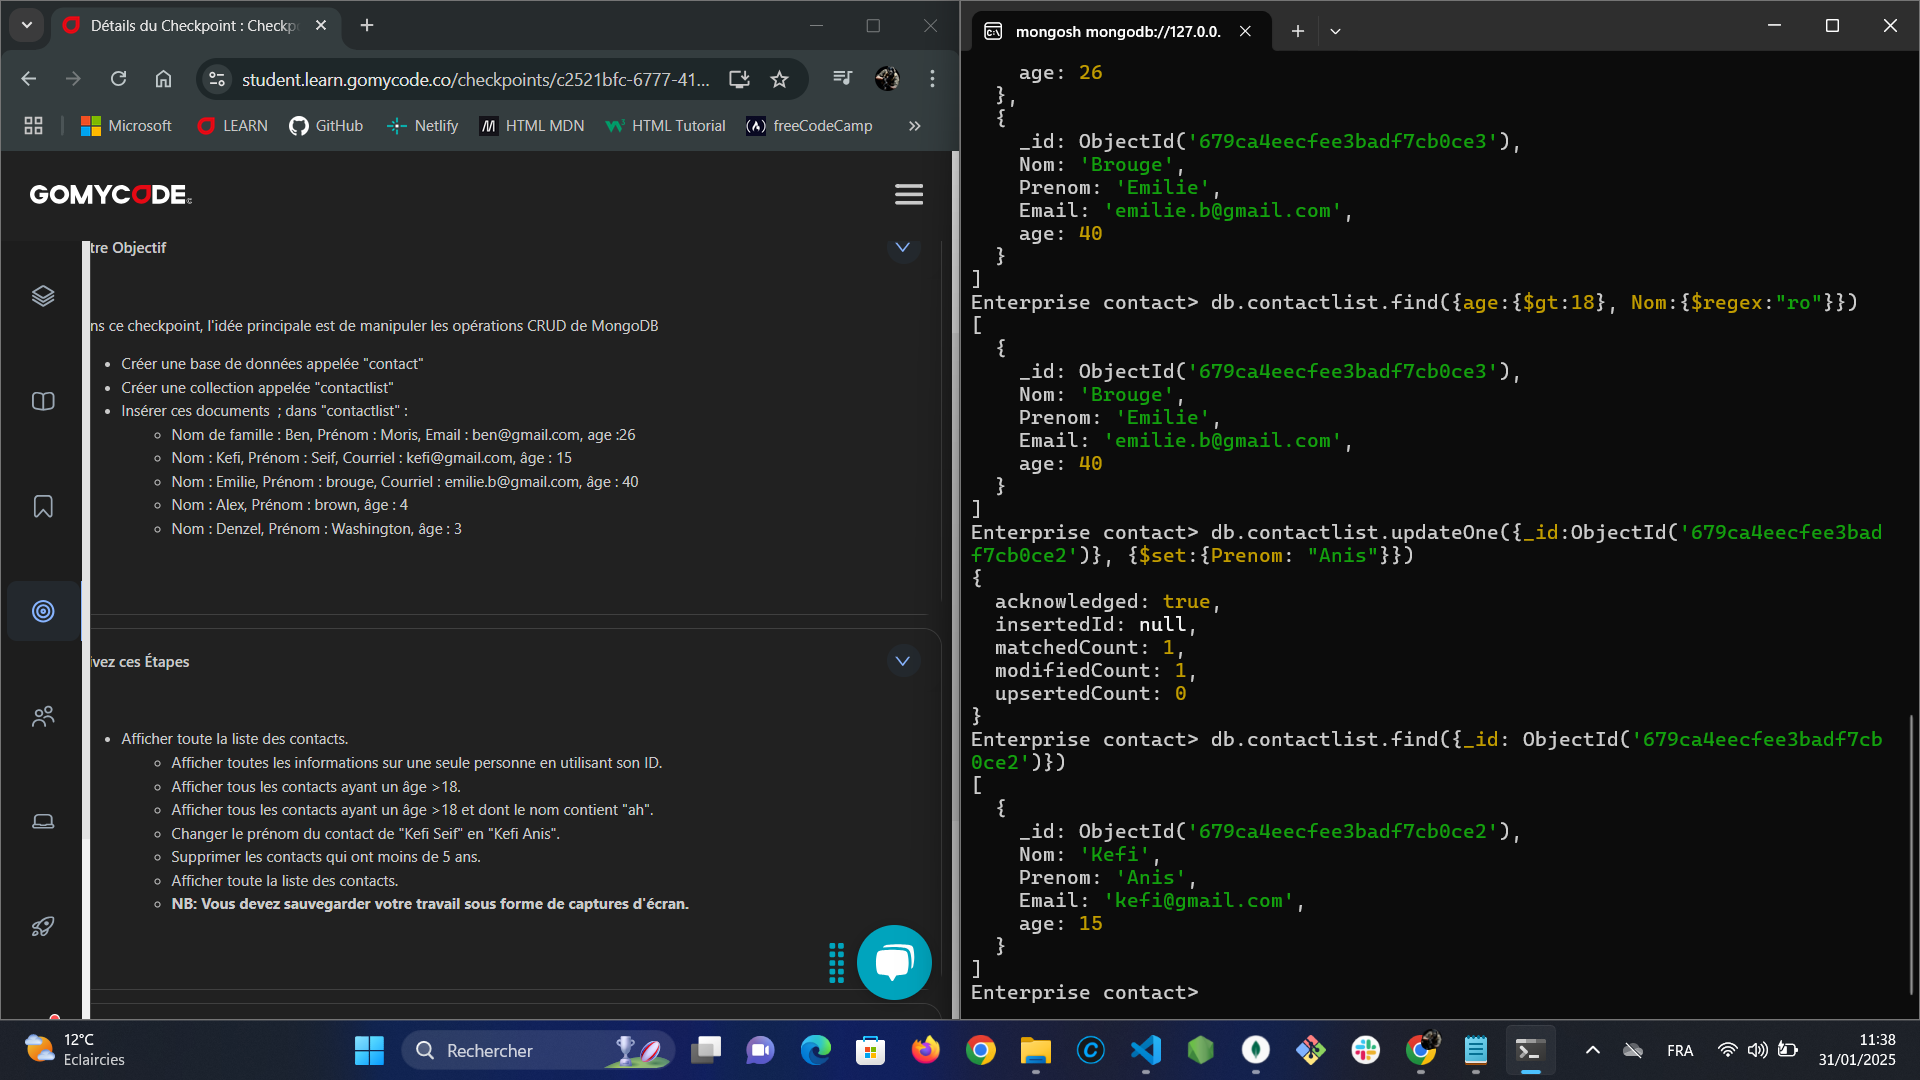 Détails du Checkpoint : Checkp
student.learn.gomycode.co/checkpoints/c2521bfc-6777-41...
Microsoft
LEARN
GitHub
Netlify
HTML MDN
HTML Tutorial
freeCodeCamp
GOMYCODE
tre Objectif
ns ce checkpoint, l'idée principale est de manipuler les opérations CRUD de MongoDB
• Créer une base de données appelée "contact"
• Créer une collection appelée "contactlist"
• Insérer ces documents  ; dans "contactlist" :
◦ Nom de famille : Ben, Prénom : Moris, Email : ben@gmail.com, age :26
◦ Nom : Kefi, Prénom : Seif, Courriel : kefi@gmail.com, âge : 15
◦ Nom : Emilie, Prénom : brouge, Courriel : emilie.b@gmail.com, âge : 40
◦ Nom : Alex, Prénom : brown, âge : 4
◦ Nom : Denzel, Prénom : Washington, âge : 3
ivez ces Étapes
• Afficher toute la liste des contacts.
◦ Afficher toutes les informations sur une seule personne en utilisant son ID.
◦ Afficher tous les contacts ayant un âge >18.
◦ Afficher tous les contacts ayant un âge >18 et dont le nom contient "ah".
◦ Changer le prénom du contact de "Kefi Seif" en "Kefi Anis".
◦ Supprimer les contacts qui ont moins de 5 ans.
◦ Afficher toute la liste des contacts.
◦ NB: Vous devez sauvegarder votre travail sous forme de captures d'écran.
mongosh mongodb://127.0.0.
    age: 26
  },
  {
    _id: ObjectId('679ca4eecfee3badf7cb0ce3'),
    Nom: 'Brouge',
    Prenom: 'Emilie',
    Email: 'emilie.b@gmail.com',
    age: 40
  }
]
Enterprise contact> db.contactlist.find({age:{$gt:18}, Nom:{$regex:"ro"}})
[
  {
    _id: ObjectId('679ca4eecfee3badf7cb0ce3'),
    Nom: 'Brouge',
    Prenom: 'Emilie',
    Email: 'emilie.b@gmail.com',
    age: 40
  }
]
Enterprise contact> db.contactlist.updateOne({_id:ObjectId('679ca4eecfee3bad
f7cb0ce2')}, {$set:{Prenom: "Anis"}})
{
  acknowledged: true,
  insertedId: null,
  matchedCount: 1,
  modifiedCount: 1,
  upsertedCount: 0
}
Enterprise contact> db.contactlist.find({_id: ObjectId('679ca4eecfee3badf7cb
0ce2')})
[
  {
    _id: ObjectId('679ca4eecfee3badf7cb0ce2'),
    Nom: 'Kefi',
    Prenom: 'Anis',
    Email: 'kefi@gmail.com',
    age: 15
  }
]
Enterprise contact>
12°C
Eclaircies
Rechercher
FRA
11:38
31/01/2025